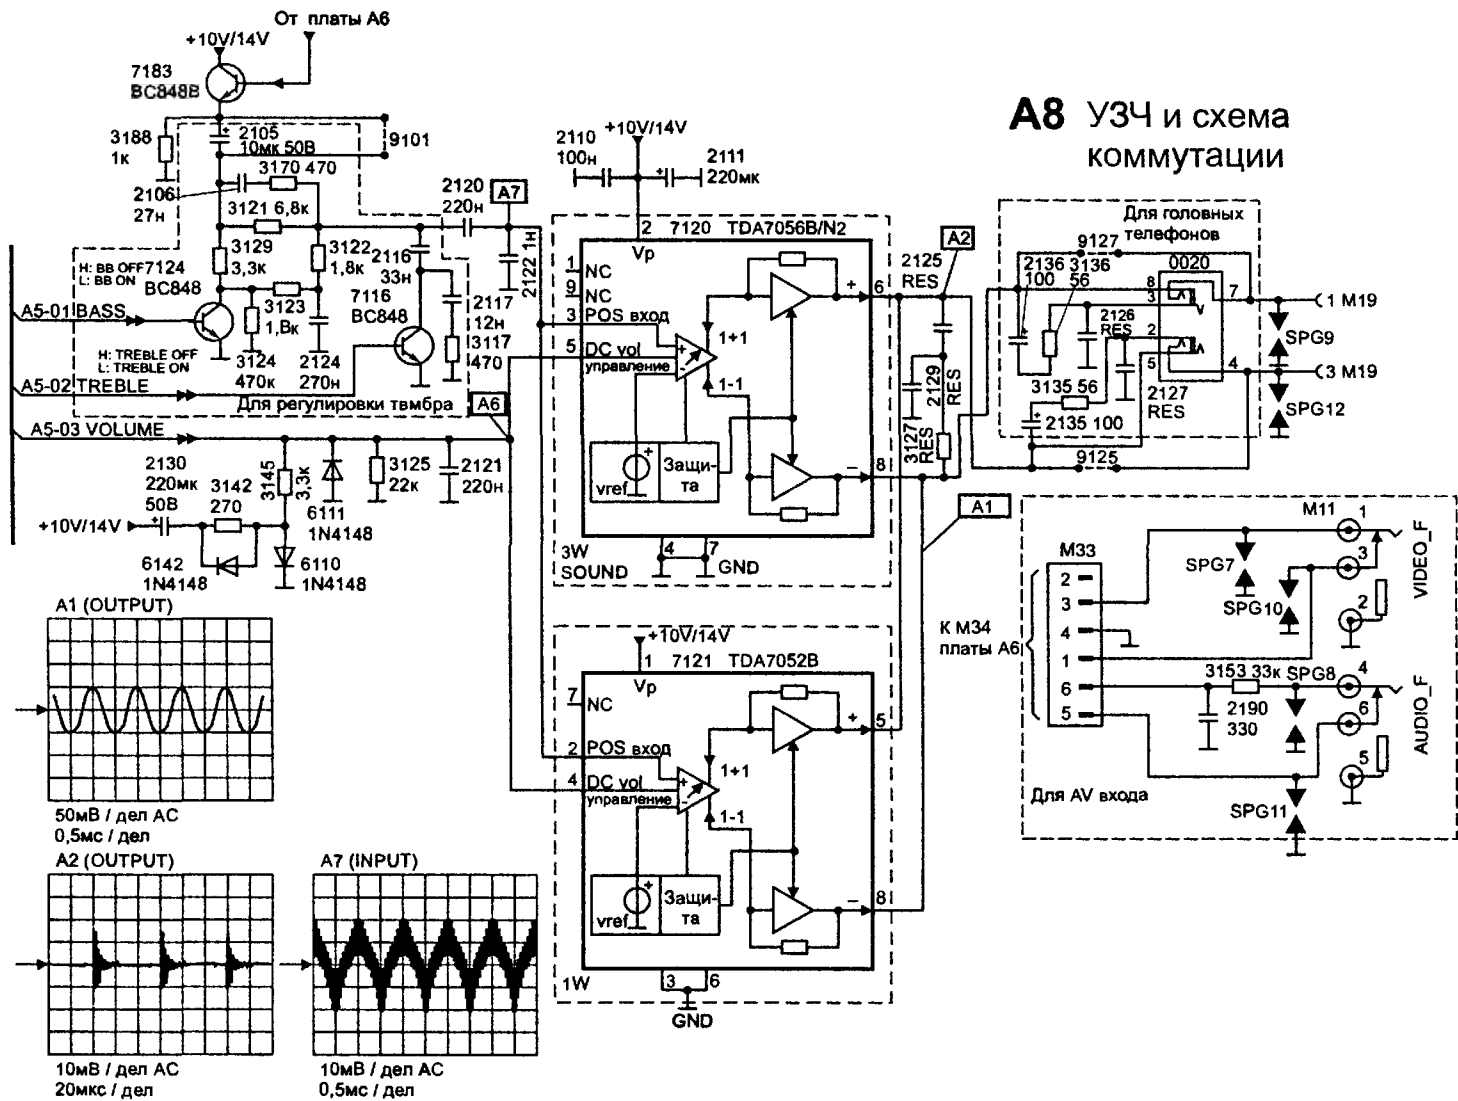 От платы А6
+10V/14V
7183
BC848B
3188
1к
2105
10мк 50В
9101
3170 470
2106
27н
3121 6,8к
3129
3,3к
3122
1,8к
2116
33н
2120
220н
A7
2122 1н
H: BB OFF
L: BB ON
7124
BC848
A5-01 BASS
3123
1,Вк
7116
BC848
2117
12н
3117
470
H: TREBLE OFF
L: TREBLE ON
3124
470к
2124
270н
A5-02 TREBLE
Для регулировки твмбра
A6
A5-03 VOLUME
2130
220мк
50В
3142
270
3145
3,3к
3125
22к
2121
220н
+10V/14V
6111
1N4148
6142
1N4148
6110
1N4148
2110
100н
+10V/14V
2111
220мк
2
7120
TDA7056B/N2
Vp
1
NC
9
NC
3
POS вход
5
DC vol
управление
+
-
1+1
1-1
+
6
−
8
+
vref
Защи-
та
4
7
GND
3W
SOUND
2125
RES
A2
2129
RES
3127
RES
A1
+10V/14V
1
7121
TDA7052B
Vp
7
NC
2
POS вход
4
DC vol
управление
+
-
1+1
1-1
+
5
−
8
+
vref
Защи-
та
3
6
GND
1W
А8 УЗЧ и схема
коммутации
Для головных
телефонов
9127
2136
100
3136
56
0020
8
3
2
5
7
4
2126
RES
3135 56
2127
RES
2135 100
9125
1 M19
SPG9
3 M19
SPG12
M11
1
3
2
VIDEO_F
M33
SPG7
SPG10
2
3
4
1
6
5
К М34
платы А6
3153 33к
SPG8
4
6
5
2190
330
AUDIO_F
SPG11
Для AV входа
A1 (OUTPUT)
50мВ / дел АС
0,5мс / дел
A2 (OUTPUT)
10мВ / дел АС
20мкс / дел
A7 (INPUT)
10мВ / дел АС
0,5мс / дел